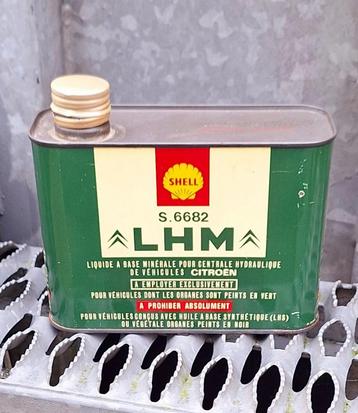 SHELL
S.6682
LHM
LIQUIDE A BASE MINÉRALE POUR CENTRALE HYDRAULIQUE
DE VÉHICULES CITROËN
A EMPLOYER EXCLUSIVEMENT
POUR VÉHICULES DONT LES ORGANES SONT PEINTS EN VERT
A PROHIBER ABSOLUMENT
POUR VÉHICULES CONÇUS AVEC HUILE A BASE SYNTHÉTIQUE (LHS)
OU VÉGÉTALE ORGANES PEINTS EN NOIR